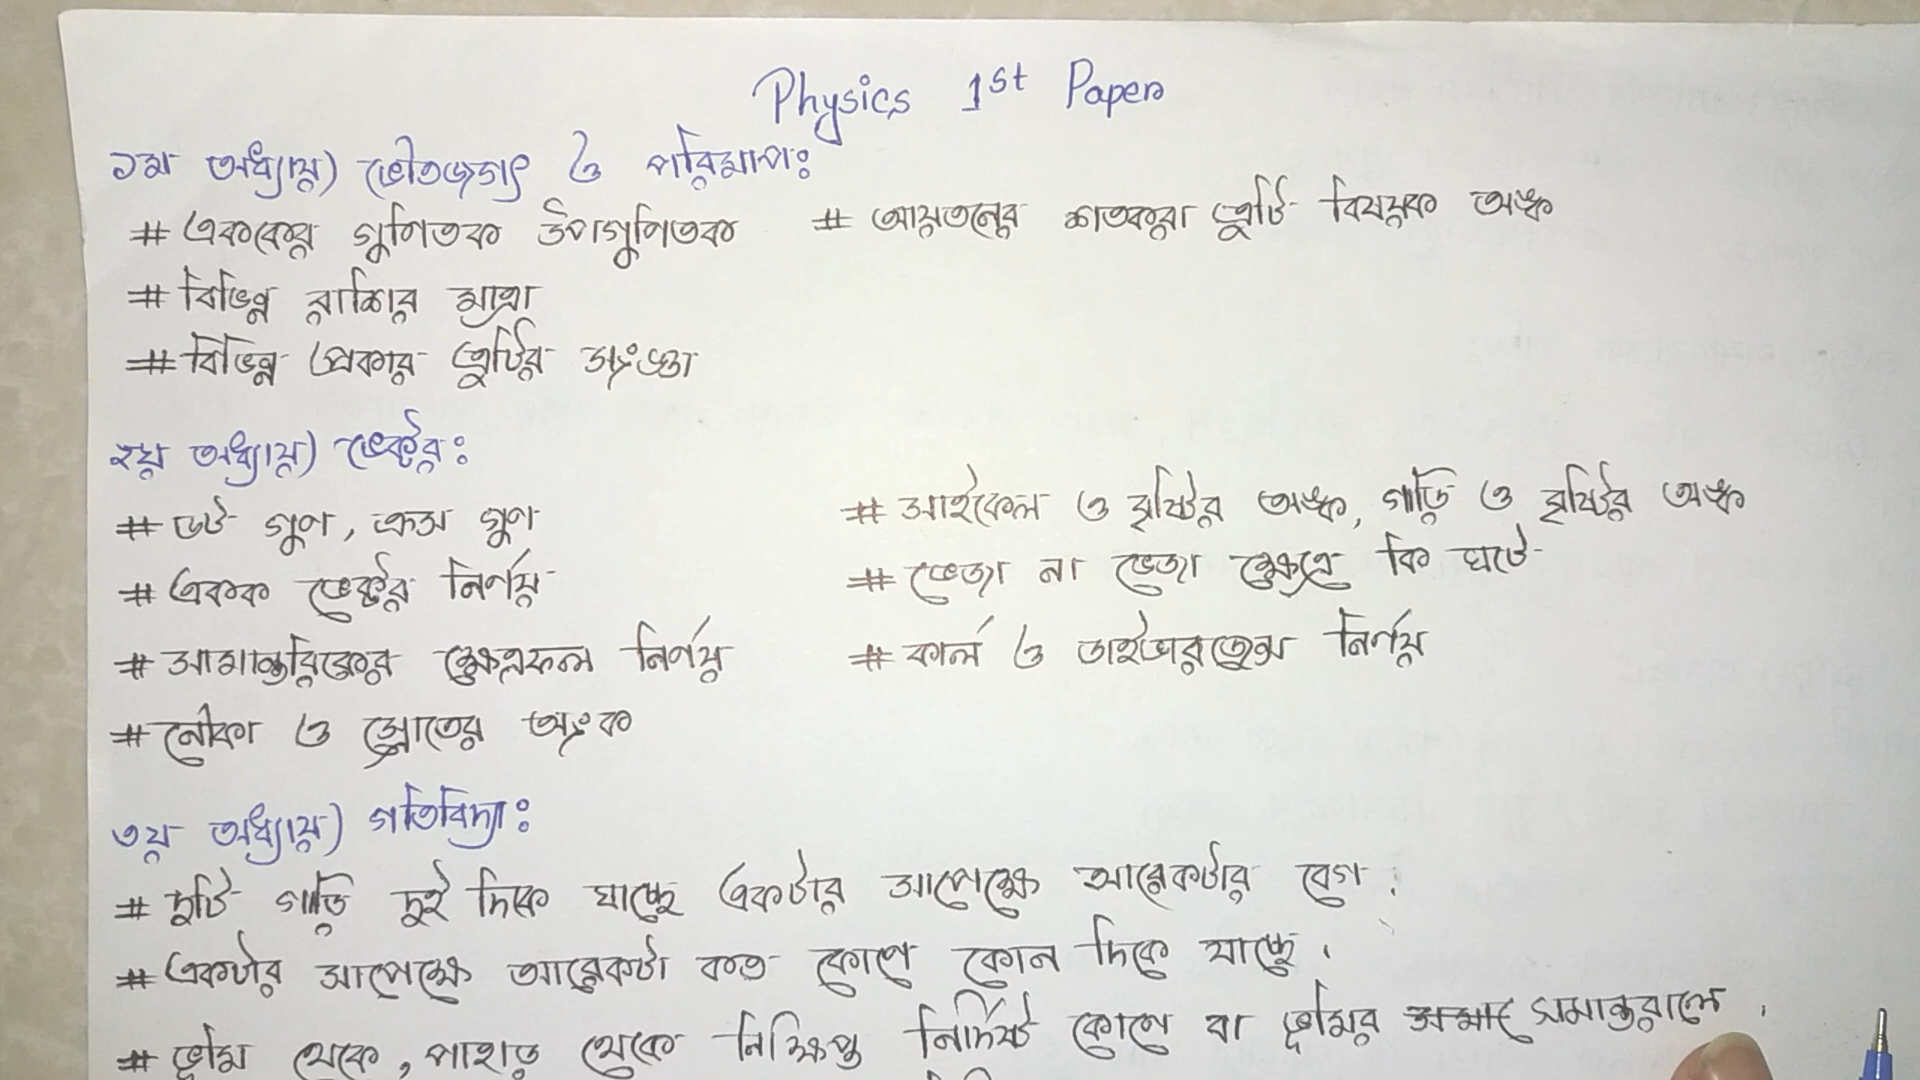 Physics 1st Paper
১ম অধ্যায়) ভৌতজগৎ ও পরিমাপঃ
# এককের গুণিতক উপগুণিতক # আয়তনের শতকরা ত্রুটি বিষয়ক অঙ্ক
# বিভিন্ন রাশির মাত্রা
# বিভিন্ন প্রকার ত্রুটির সংজ্ঞা
২য় অধ্যায়) ভেক্টরঃ
# ডট গুণ, ক্রস গুণ # সাইকেল ও বৃষ্টির অঙ্ক, গাড়ি ও বৃষ্টির অঙ্ক
# একক ভেক্টর নির্ণয় # ভেজা না ভেজা ক্ষেত্রে কি ঘটে
# সামান্তরিকের ক্ষেত্রফল নির্ণয় # কার্ল ও ডাইভারজেন্স নির্ণয়
# নৌকা ও স্রোতের অংক
৩য় অধ্যায়) গতিবিদ্যাঃ
# দুটি গাড়ি দুই দিকে যাচ্ছে একটার সাপেক্ষে আরেকটার বেগ।
# একটার সাপেক্ষে আরেকটা কত কোণে কোন দিকে যাচ্ছে।
# ভূমি থেকে, পাহাড় থেকে নিক্ষিপ্ত নির্দিষ্ট কোণে বা ভূমির সমান্তরালে।